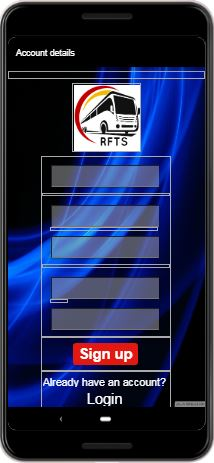 Account details
RFTS
Sign up
Already have an account?
Login